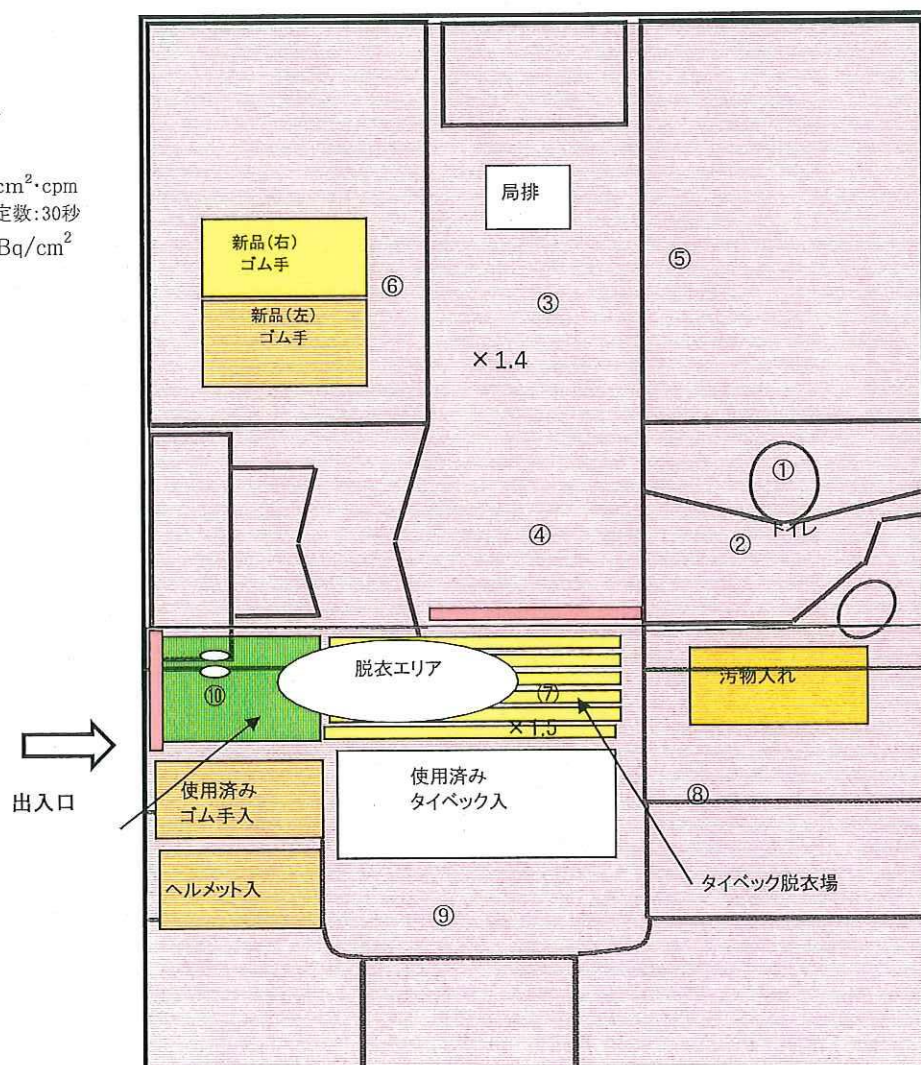 cm²･cpm
定数:30秒
Bq/cm²
局排
新品(右)
ゴム手
新品(左)
ゴム手
⑥
③
⑤
×1.4
①
トイレ
②
④
脱衣エリア
⑩
(7)
×1.5
汚物入れ
出入口
使用済み
ゴム手入
使用済み
タイベック入
⑧
ヘルメット入
タイベック脱衣場
⑨